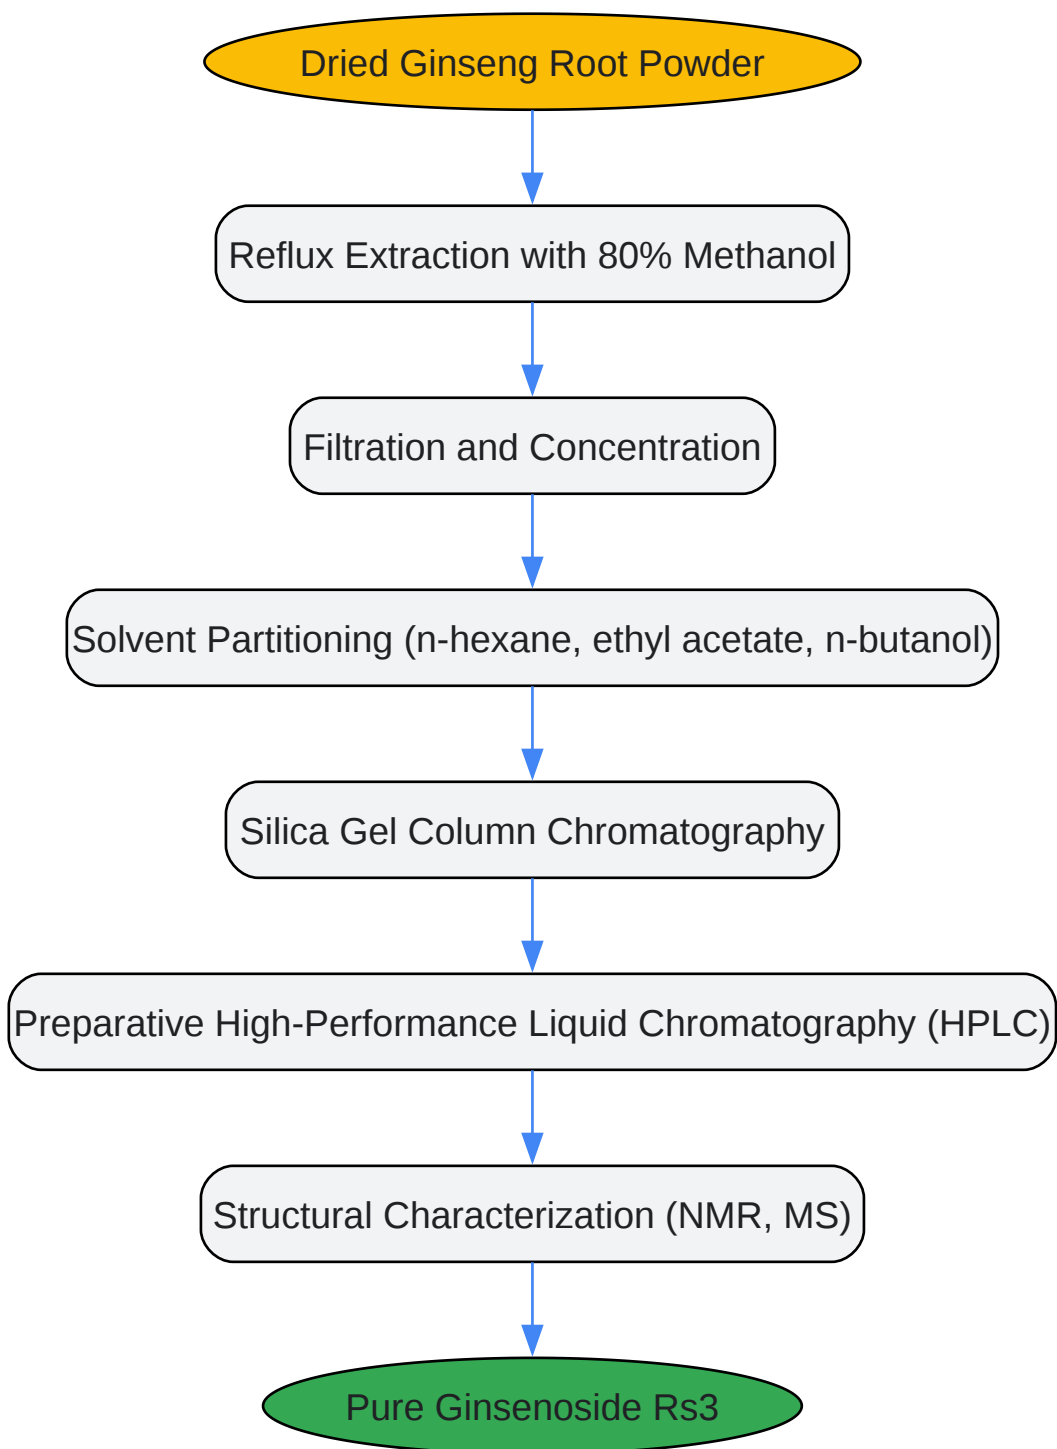 Dried Ginseng Root Powder
Reflux Extraction with 80% Methanol
Filtration and Concentration
Solvent Partitioning (n-hexane, ethyl acetate, n-butanol)
Silica Gel Column Chromatography
Preparative High-Performance Liquid Chromatography (HPLC)
Structural Characterization (NMR, MS)
Pure Ginsenoside Rs3